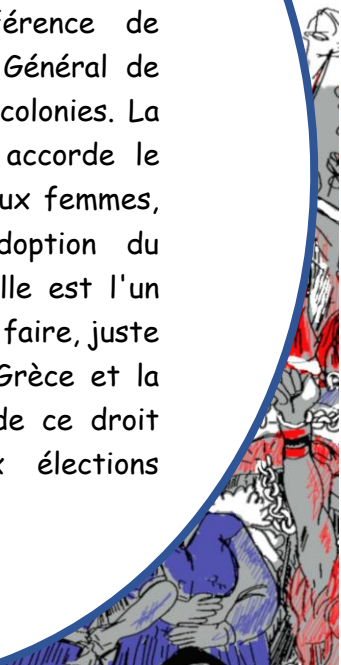 férence de
Général de
colonies. La
accorde le
ux femmes,
doption du
lle est l'un
faire, juste
Grèce et la
de ce droit
x élections